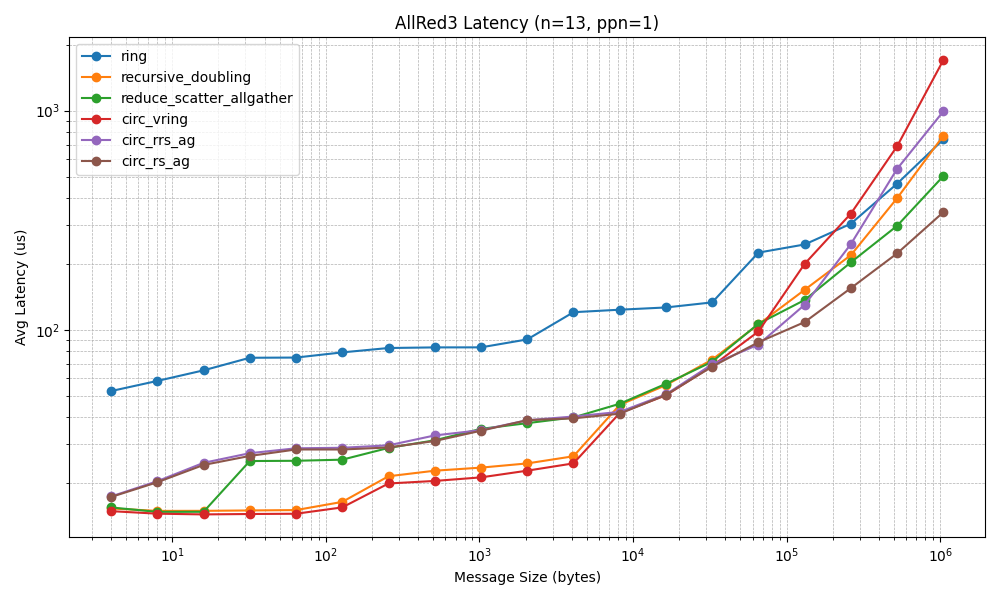 AllRed3 Latency (n=13, ppn=1)
ring
recursive_doubling
reduce_scatter_allgather
circ_vring
circ_rrs_ag
circ_rs_ag
Avg Latency (us)
10³
10²
10¹ 10² 10³ 10⁴ 10⁵ 10⁶
Message Size (bytes)